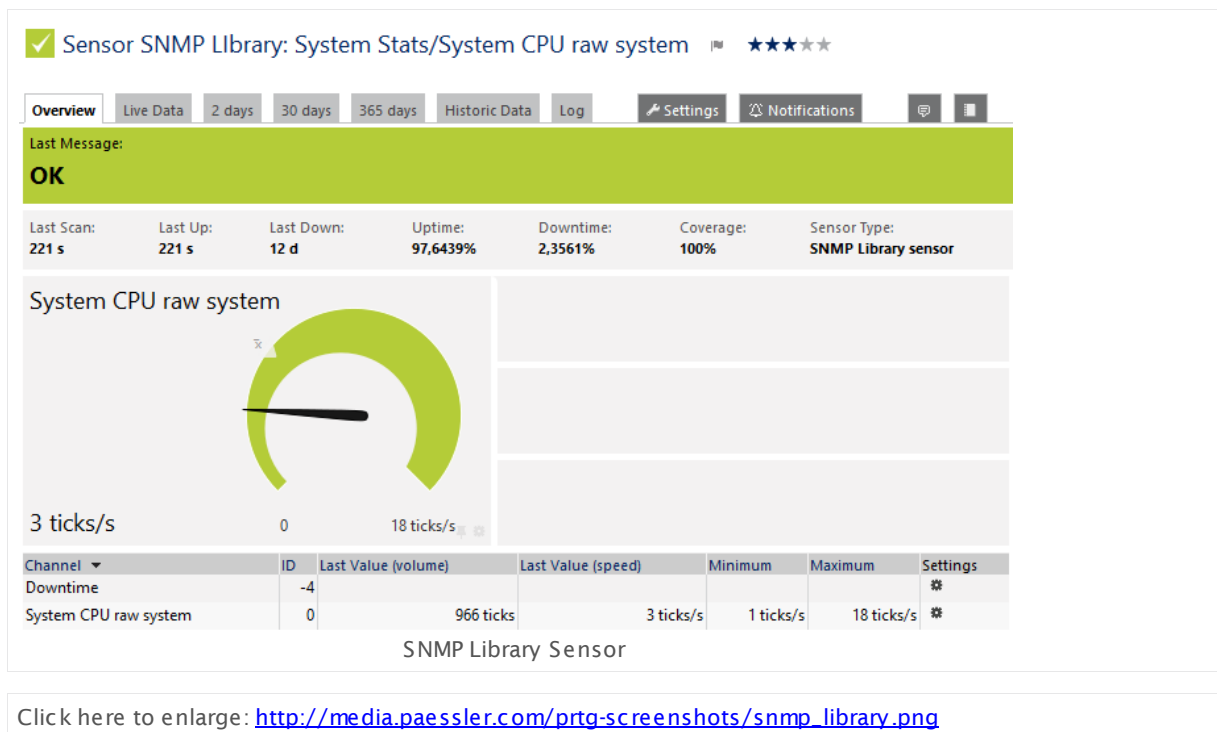 Sensor SNMP LIbrary: System Stats/System CPU raw system
Overview Live Data 2 days 30 days 365 days Historic Data Log Settings Notifications
Last Message:
OK
Last Scan: Last Up: Last Down: Uptime: Downtime: Coverage: Sensor Type:
221 s 221 s 12 d 97,6439% 2,3561% 100% SNMP Library sensor
System CPU raw system
x̄
3 ticks/s 0 18 ticks/s
Channel ID Last Value (volume) Last Value (speed) Minimum Maximum Settings
Downtime -4
System CPU raw system 0 966 ticks 3 ticks/s 1 ticks/s 18 ticks/s
SNMP Library Sensor
Click here to enlarge: http://media.paessler.com/prtg-screenshots/snmp_library.png